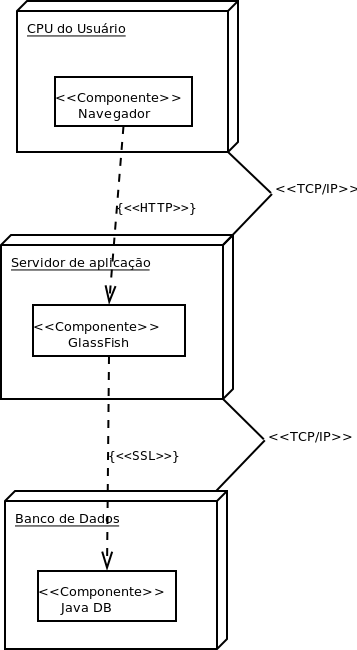 CPU do Usuário
<<Componente>>
Navegador
<<TCP/IP>>
{<<HTTP>>}
Servidor de aplicação
<<Componente>>
GlassFish
<<TCP/IP>>
{<<SSL>>}
Banco de Dados
<<Componente>>
Java DB